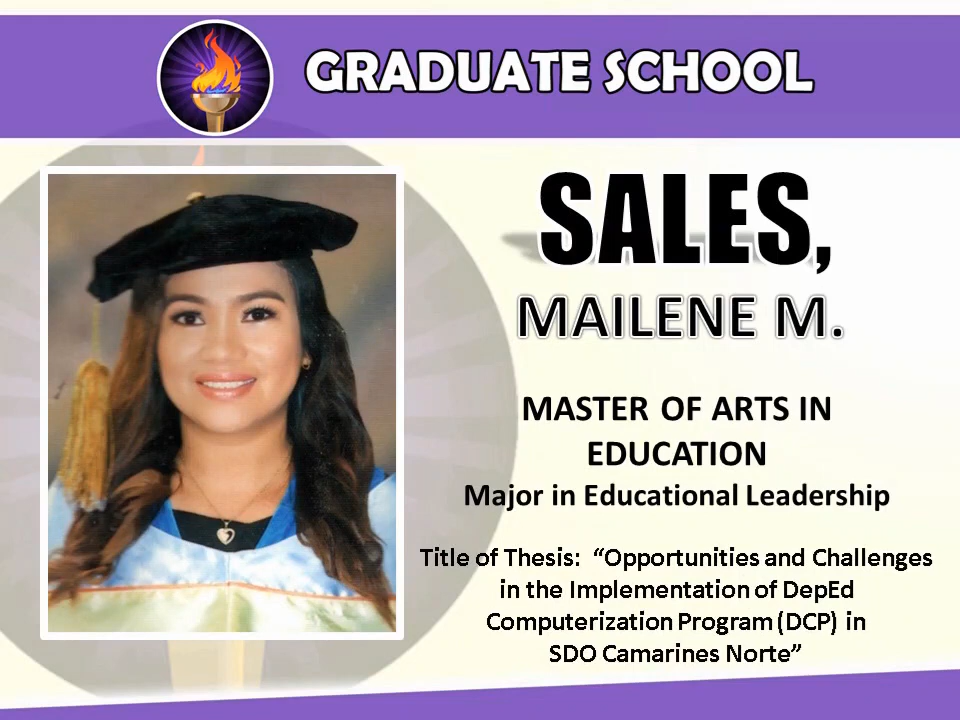 GRADUATE SCHOOL
SALES,
MAILENE M.
MASTER OF ARTS IN
EDUCATION
Major in Educational Leadership
Title of Thesis: “Opportunities and Challenges
in the Implementation of DepEd
Computerization Program (DCP) in
SDO Camarines Norte”